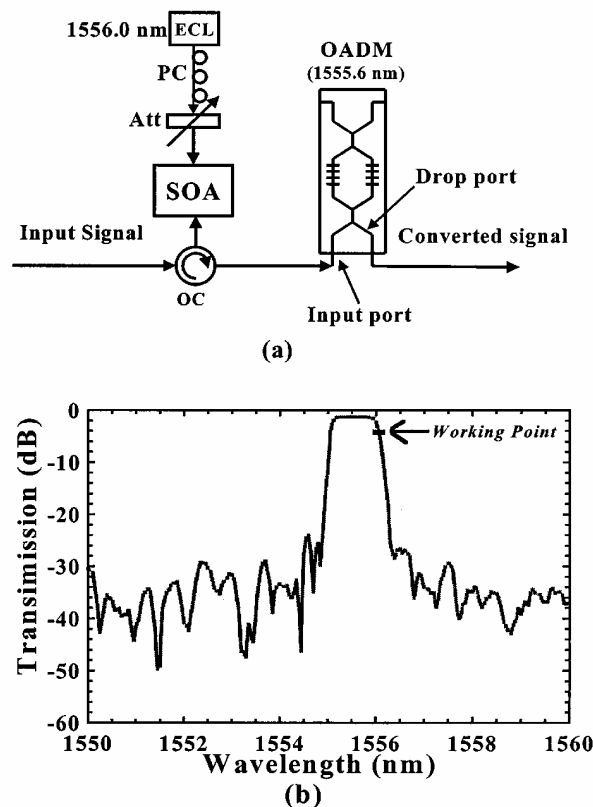 1556.0 nm
ECL
PC
Att
SOA
OADM
(1555.6 nm)
Drop port
Input Signal
Converted signal
OC
Input port
(a)
Transimission (dB)
0
-10
-20
-30
-40
-50
-60
Working Point
1550 1552 1554 1556 1558 1560
Wavelength (nm)
(b)